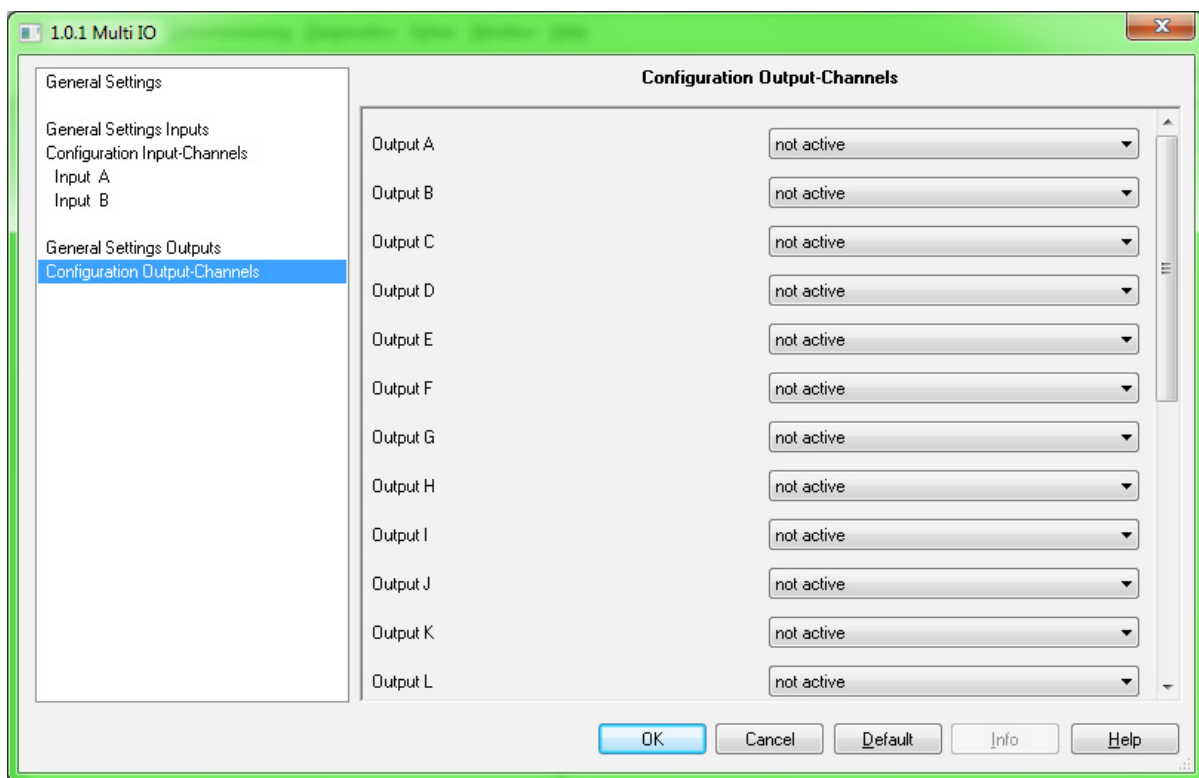 1.0.1 Multi IO
General Settings
General Settings Inputs
Configuration Input-Channels
Input A
Input B
General Settings Outputs
Configuration Output-Channels
Configuration Output-Channels
Output A not active
Output B not active
Output C not active
Output D not active
Output E not active
Output F not active
Output G not active
Output H not active
Output I not active
Output J not active
Output K not active
Output L not active
OK Cancel Default Info Help